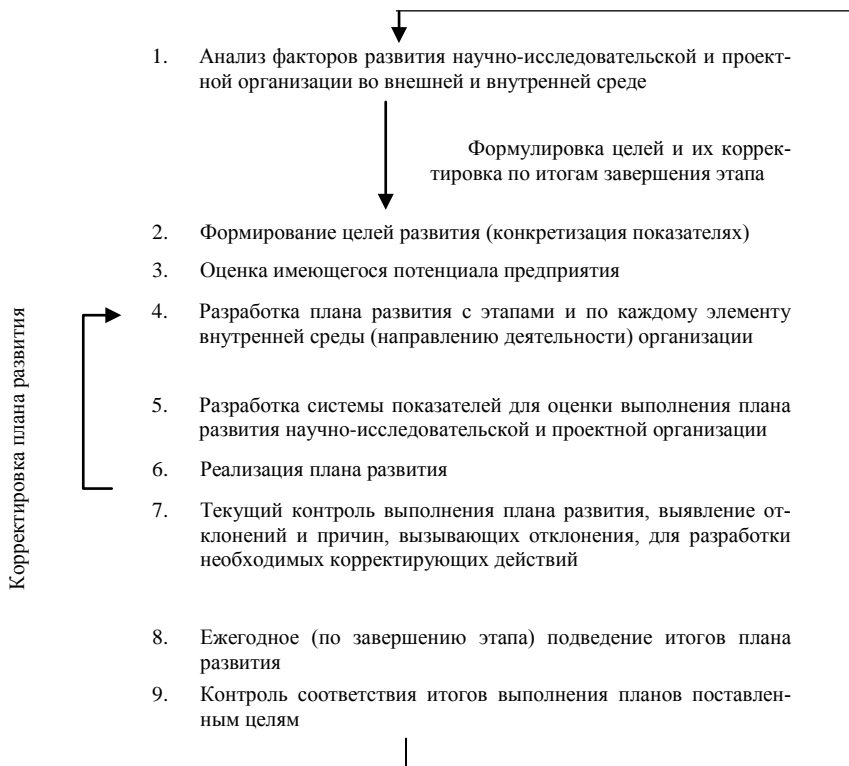 1. Анализ факторов развития научно-исследовательской и проект-
ной организации во внешней и внутренней среде
Формулировка целей и их коррек-
тировка по итогам завершения этапа
2. Формирование целей развития (конкретизация показателях)
3. Оценка имеющегося потенциала предприятия
4. Разработка плана развития с этапами и по каждому элементу
внутренней среды (направлению деятельности) организации
5. Разработка системы показателей для оценки выполнения плана
развития научно-исследовательской и проектной организации
6. Реализация плана развития
7. Текущий контроль выполнения плана развития, выявление от-
клонений и причин, вызывающих отклонения, для разработки
необходимых корректирующих действий
8. Ежегодное (по завершению этапа) подведение итогов плана
развития
9. Контроль соответствия итогов выполнения планов поставлен-
ным целям
Корректировка плана развития